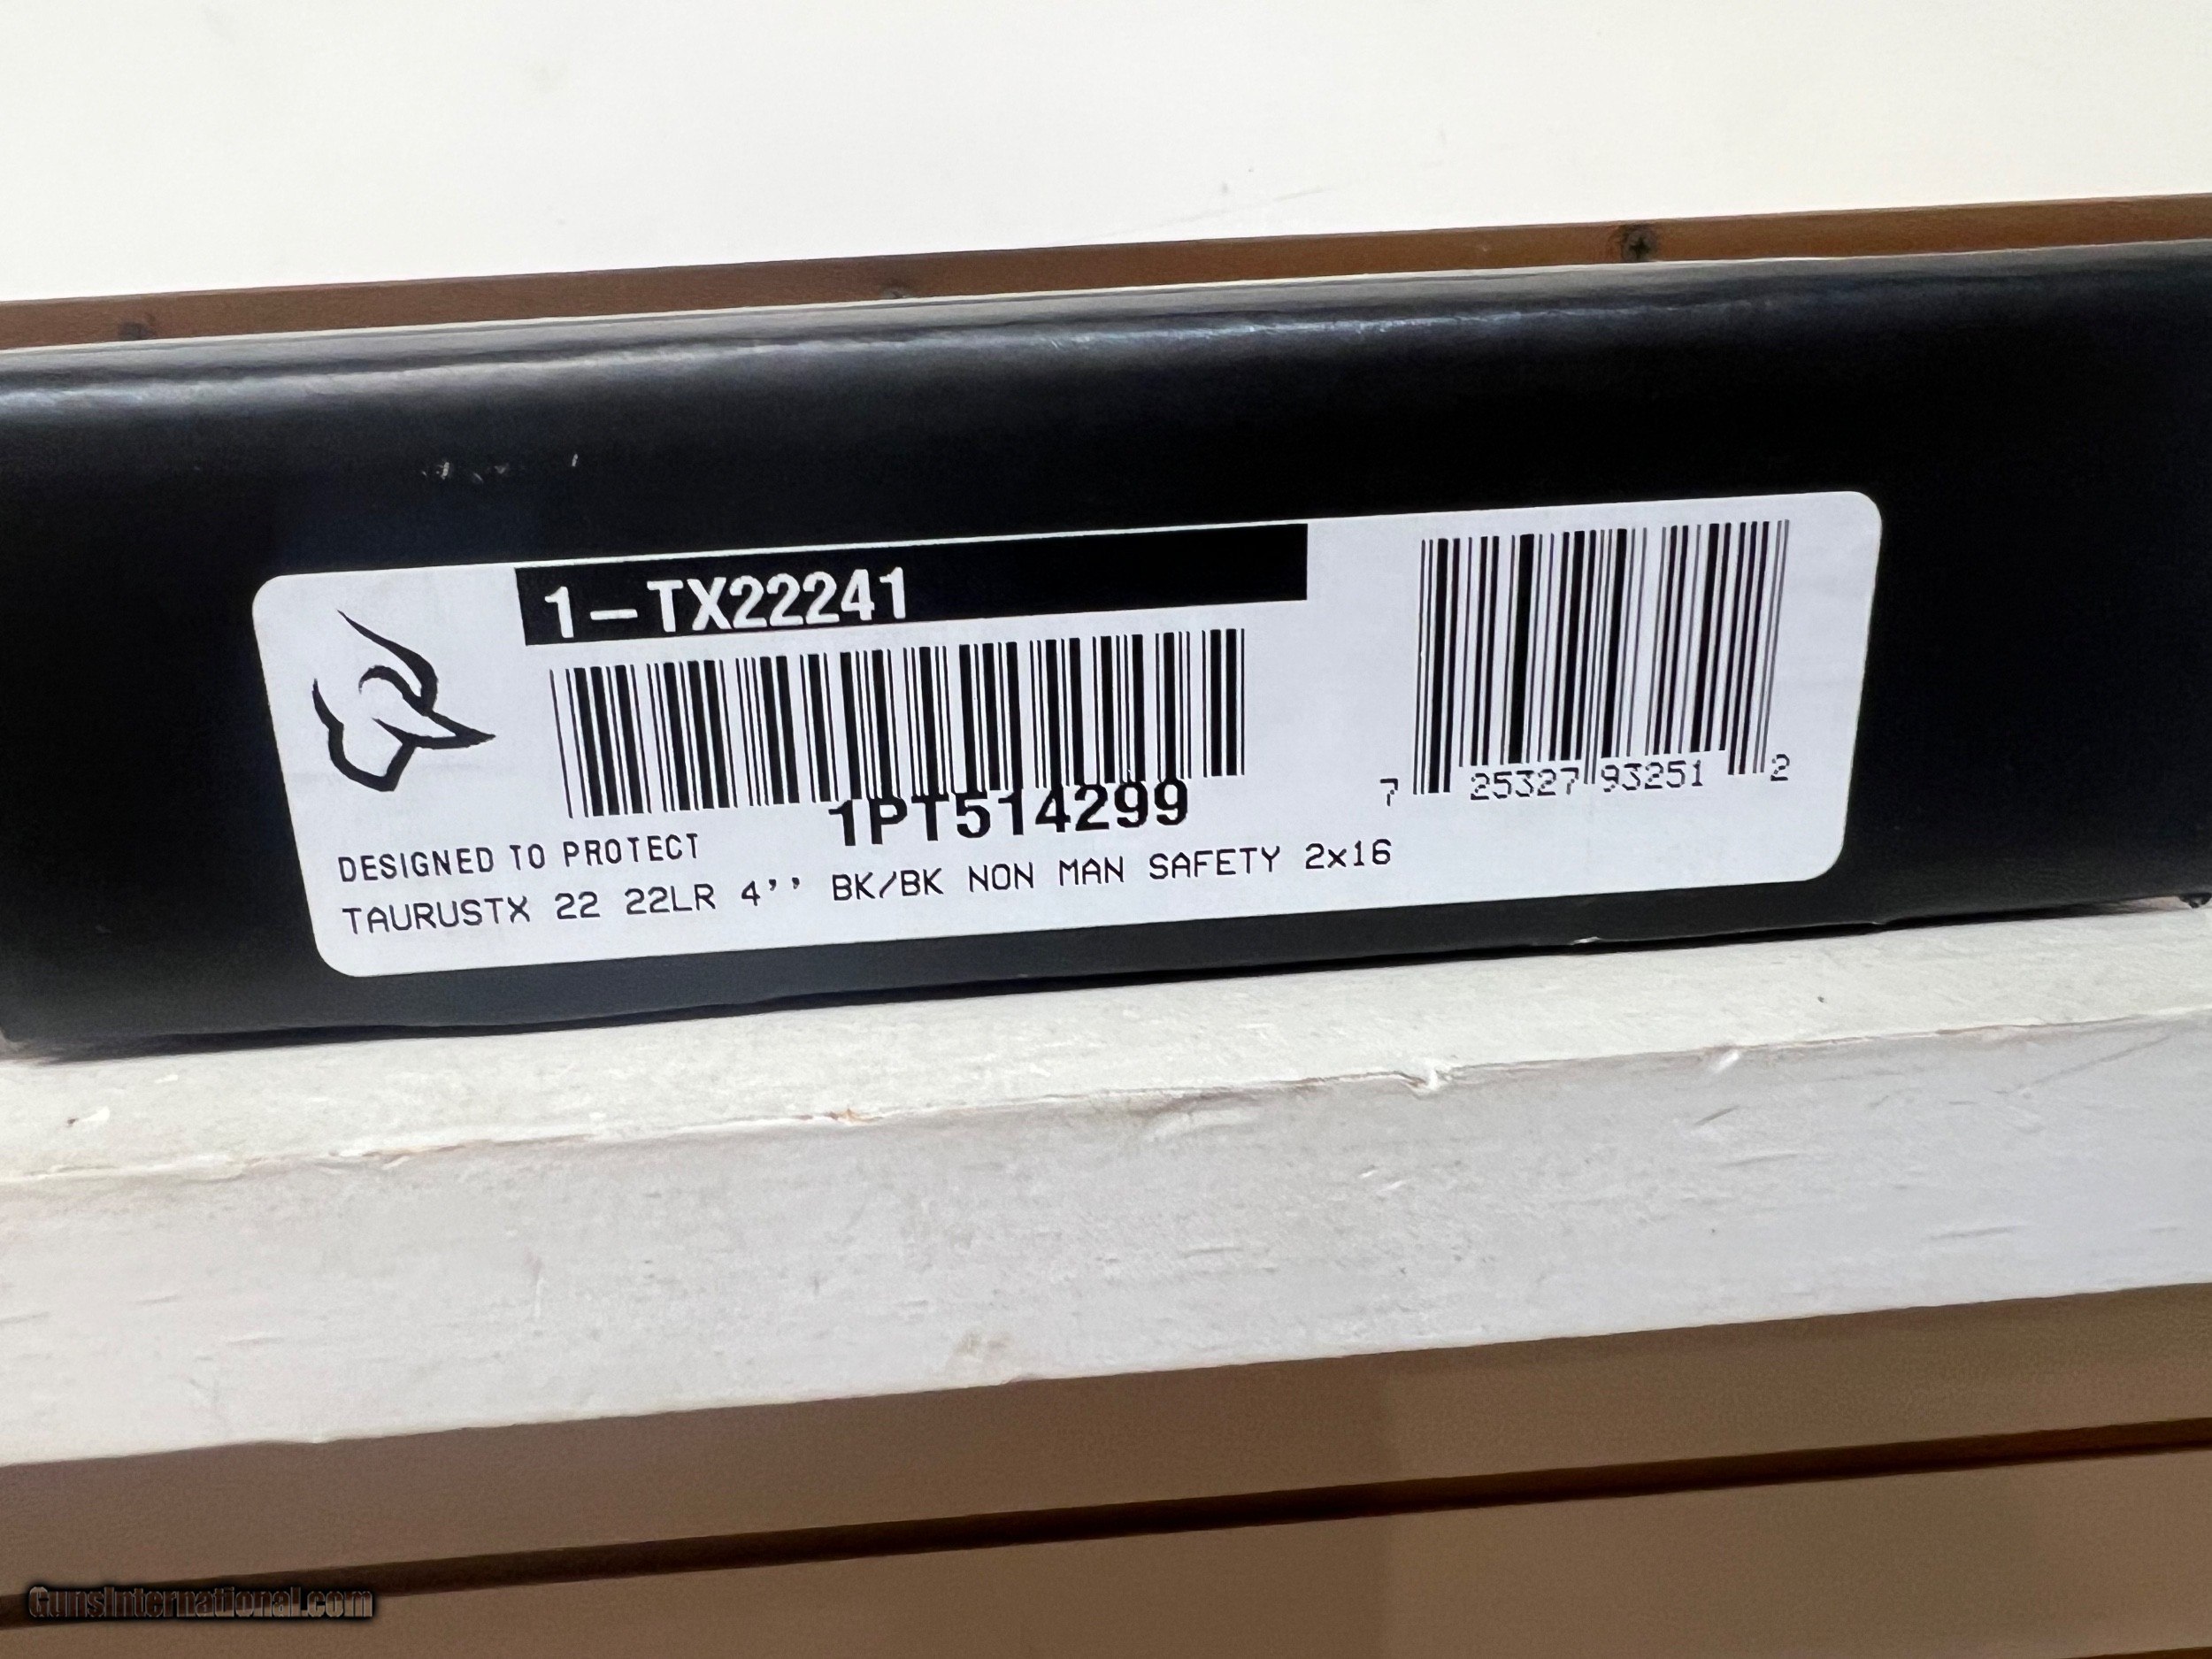 1-TX22241
1PT514299
7 25327 93251 2
DESIGNED TO PROTECT
TAURUSTX 22 22LR 4'' BK/BK NON MAN SAFETY 2x16
GunsInternational.com